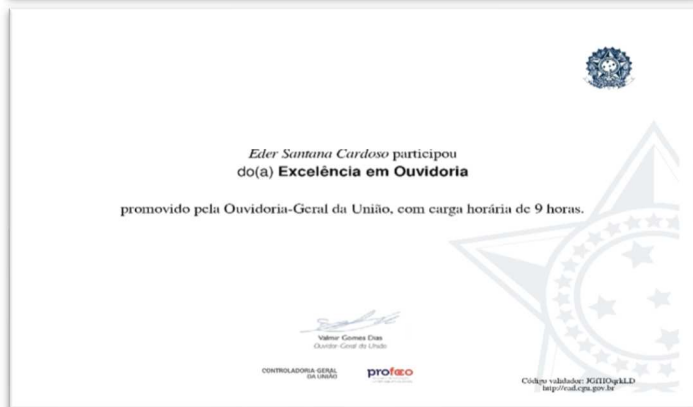 Eder Santana Cardoso participou
do(a) Excelência em Ouvidoria
promovido pela Ouvidoria-Geral da União, com carga horária de 9 horas.
Valmir Gomes Dias
Ouvidor-Geral da União
CONTROLADORIA-GERAL
DA UNIÃO
profoco
Código validador:
http://ead.cgu.gov.br